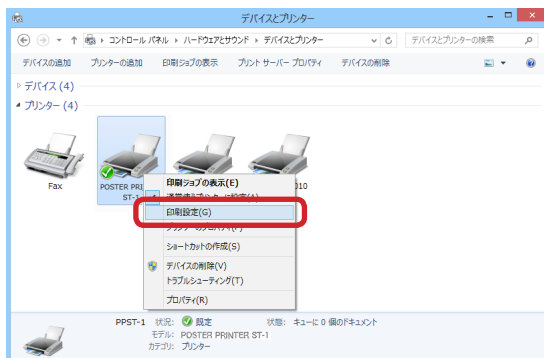 デバイスとプリンター
コントロール パネル ▸ ハードウェアとサウンド ▸ デバイスとプリンター
デバイスとプリンターの検索
デバイスの追加 プリンターの追加 印刷ジョブの表示 プリント サーバー プロパティ デバイスの削除
デバイス (4)
プリンター (4)
Fax
POSTER PRI
ST-1
010
印刷ジョブの表示(E)
印刷設定(G)
ショートカットの作成(S)
デバイスの削除(V)
トラブルシューティング(T)
プロパティ(R)
PPST-1 状況: 既定 状態: キューに 0 個のドキュメント
モデル: POSTER PRINTER ST-1
カテゴリ: プリンター